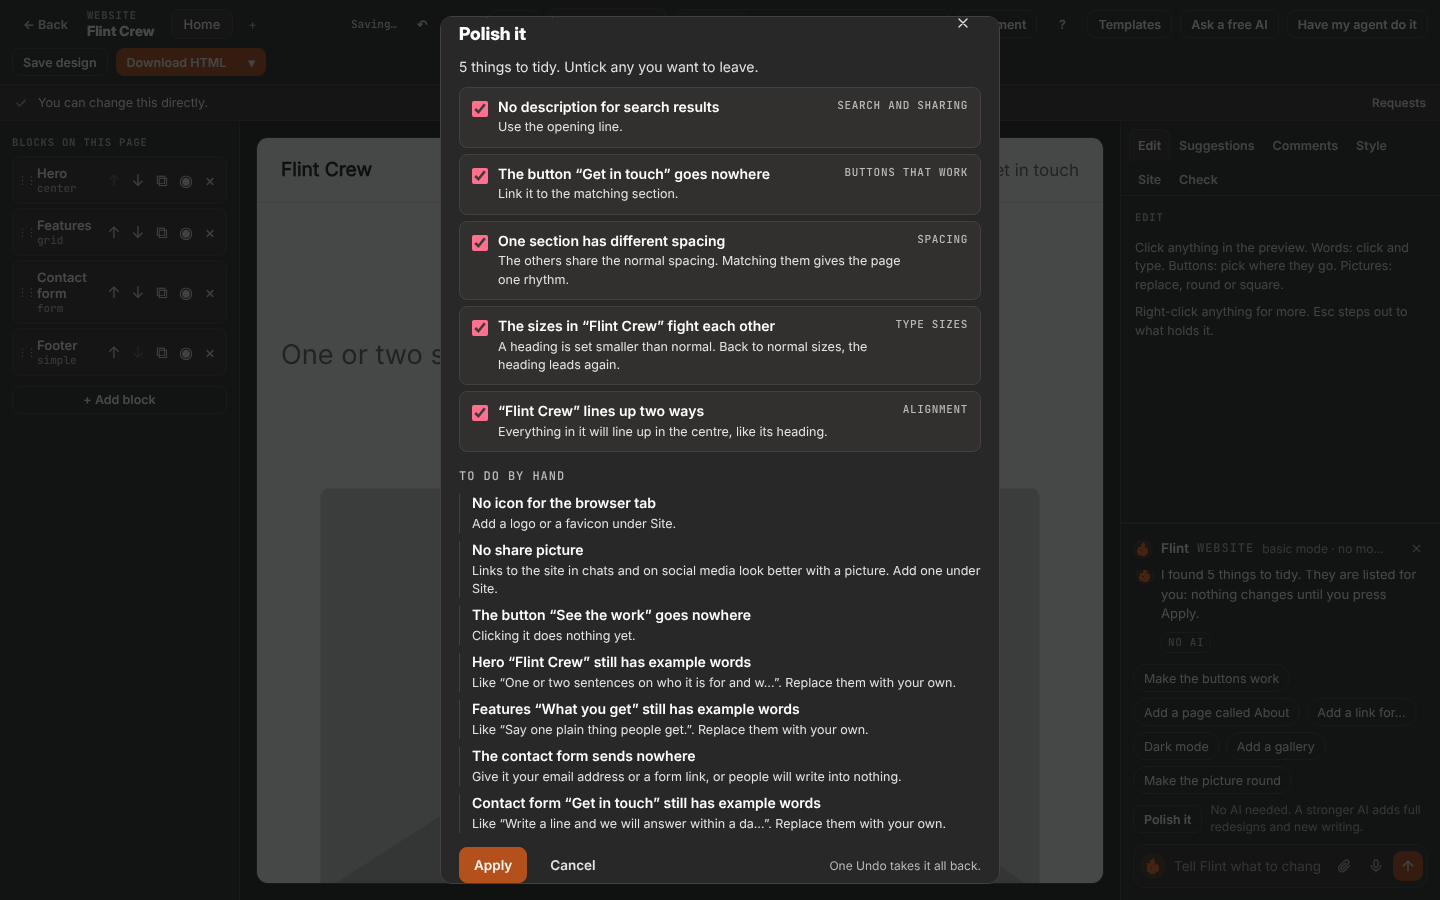 ← Back
WEBSITE
Flint Crew
Home
+
Saving…
ment
?
Templates
Ask a free AI
Have my agent do it
Save design
Download HTML
You can change this directly.
Requests
BLOCKS ON THIS PAGE
Hero
center
Features
grid
Contact form
form
Footer
simple
+ Add block
Flint Crew
et in touch
One or two s
Polish it
5 things to tidy. Untick any you want to leave.
No description for search results
SEARCH AND SHARING
Use the opening line.
The button “Get in touch” goes nowhere
BUTTONS THAT WORK
Link it to the matching section.
One section has different spacing
SPACING
The others share the normal spacing. Matching them gives the page
one rhythm.
The sizes in “Flint Crew” fight each other
TYPE SIZES
A heading is set smaller than normal. Back to normal sizes, the
heading leads again.
“Flint Crew” lines up two ways
ALIGNMENT
Everything in it will line up in the centre, like its heading.
TO DO BY HAND
No icon for the browser tab
Add a logo or a favicon under Site.
No share picture
Links to the site in chats and on social media look better with a picture. Add one under
Site.
The button “See the work” goes nowhere
Clicking it does nothing yet.
Hero “Flint Crew” still has example words
Like “One or two sentences on who it is for and w…”. Replace them with your own.
Features “What you get” still has example words
Like “Say one plain thing people get.”. Replace them with your own.
The contact form sends nowhere
Give it your email address or a form link, or people will write into nothing.
Contact form “Get in touch” still has example words
Like “Write a line and we will answer within a da…”. Replace them with your own.
Apply
Cancel
One Undo takes it all back.
Edit
Suggestions
Comments
Style
Site
Check
EDIT
Click anything in the preview. Words: click and
type. Buttons: pick where they go. Pictures:
replace, round or square.
Right-click anything for more. Esc steps out to
what holds it.
Flint WEBSITE basic mode · no mo…
I found 5 things to tidy. They are listed for
you: nothing changes until you press
Apply.
NO AI
Make the buttons work
Add a page called About
Add a link for…
Dark mode
Add a gallery
Make the picture round
Polish it
No AI needed. A stronger AI adds full
redesigns and new writing.
Tell Flint what to chang